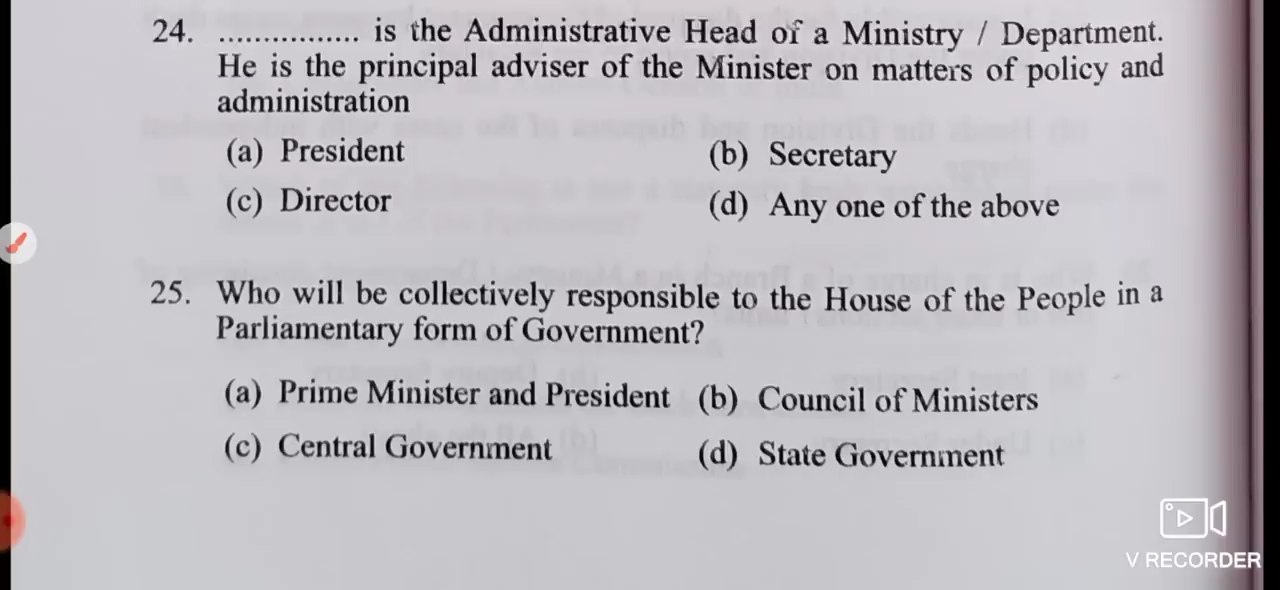 24. ................ is the Administrative Head of a Ministry / Department.
He is the principal adviser of the Minister on matters of policy and
administration
(a) President (b) Secretary
(c) Director (d) Any one of the above
25. Who will be collectively responsible to the House of the People in a
Parliamentary form of Government?
(a) Prime Minister and President (b) Council of Ministers
(c) Central Government (d) State Government
V RECORDER